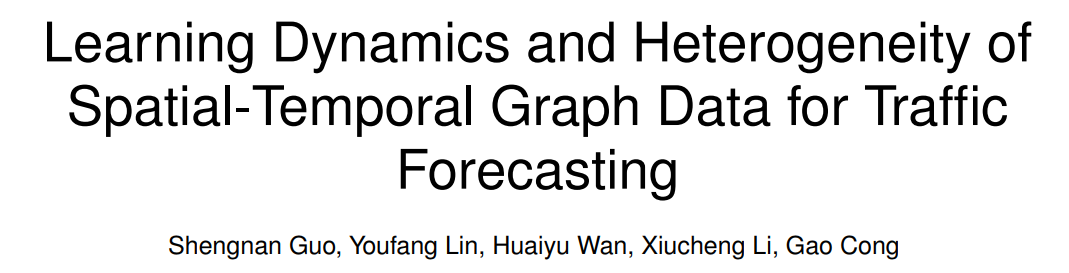 Learning Dynamics and Heterogeneity of
Spatial-Temporal Graph Data for Traffic
Forecasting
Shengnan Guo, Youfang Lin, Huaiyu Wan, Xiucheng Li, Gao Cong